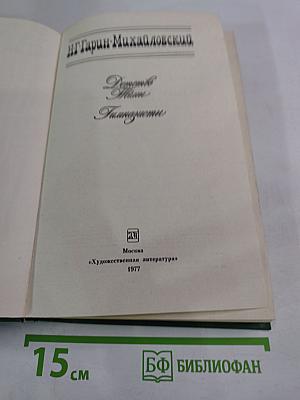 Н.Г.Гарин-Михайловский
Детство
Тёмы
Гимназисты
Москва
«Художественная литература»
1977
15 см
БФ БИБЛИОФАН